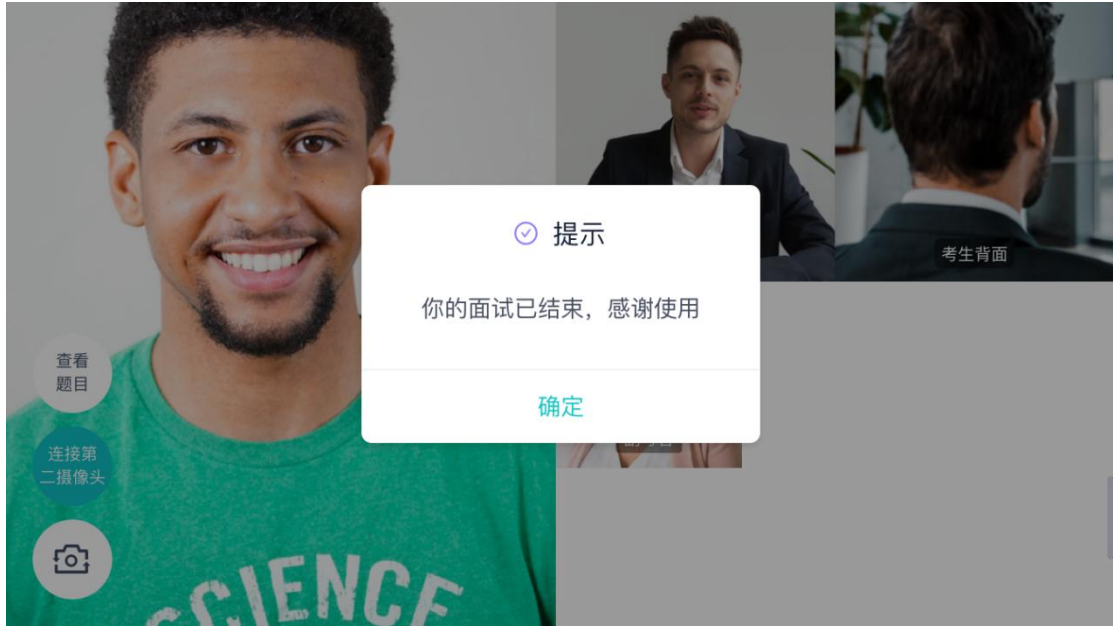 提示
你的面试已结束，感谢使用
确定
考生背面
查看
题目
连接第
二摄像头
SCIENCE